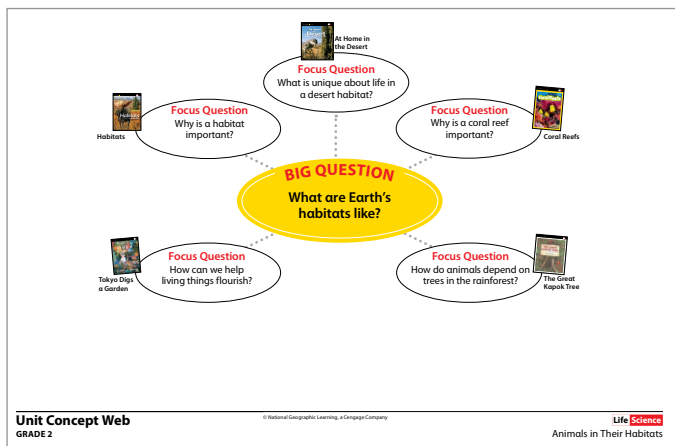 At Home in
the Desert
Focus Question
What is unique about life in
a desert habitat?
Habitats
Focus Question
Why is a habitat
important?
Focus Question
Why is a coral reef
important?
Coral Reefs
BIG QUESTION
What are Earth's
habitats like?
Tokyo Digs
a Garden
Focus Question
How can we help
living things flourish?
Focus Question
How do animals depend on
trees in the rainforest?
The Great
Kapok Tree
Unit Concept Web
GRADE 2
© National Geographic Learning, a Cengage Company
Life Science
Animals in Their Habitats